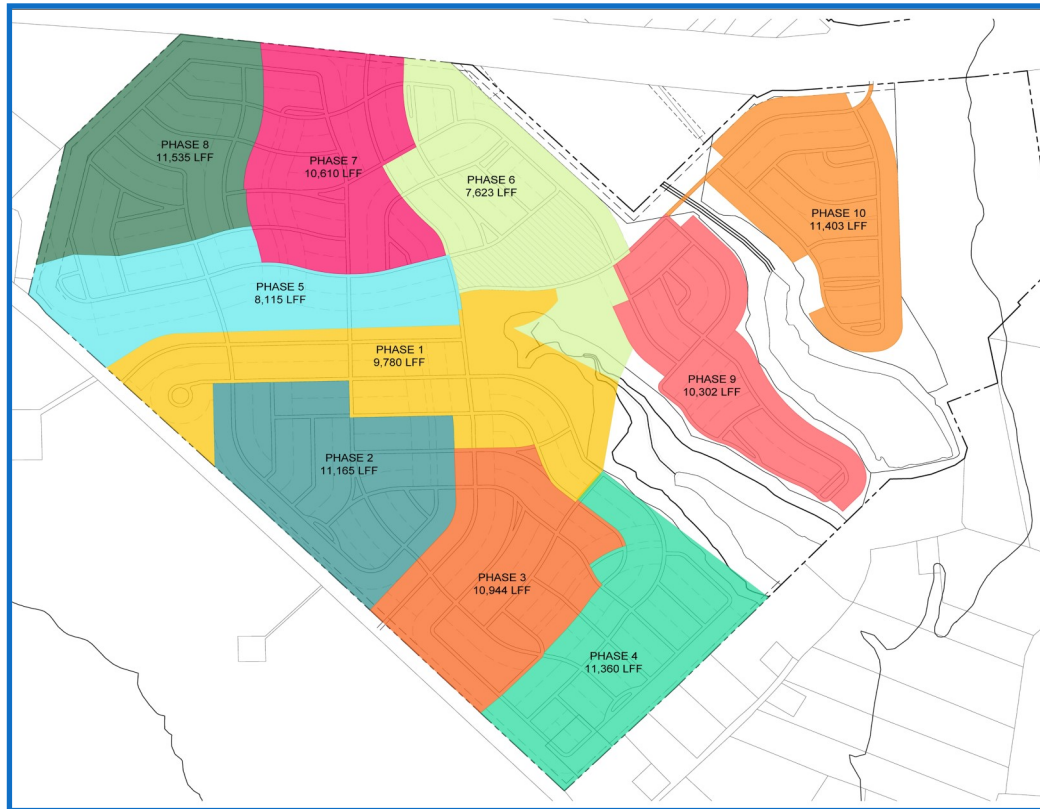 PHASE 8
11,535 LFF
PHASE 7
10,610 LFF
PHASE 6
7,623 LFF
PHASE 10
11,403 LFF
PHASE 5
8,115 LFF
PHASE 1
9,780 LFF
PHASE 9
10,302 LFF
PHASE 2
11,165 LFF
PHASE 3
10,944 LFF
PHASE 4
11,360 LFF